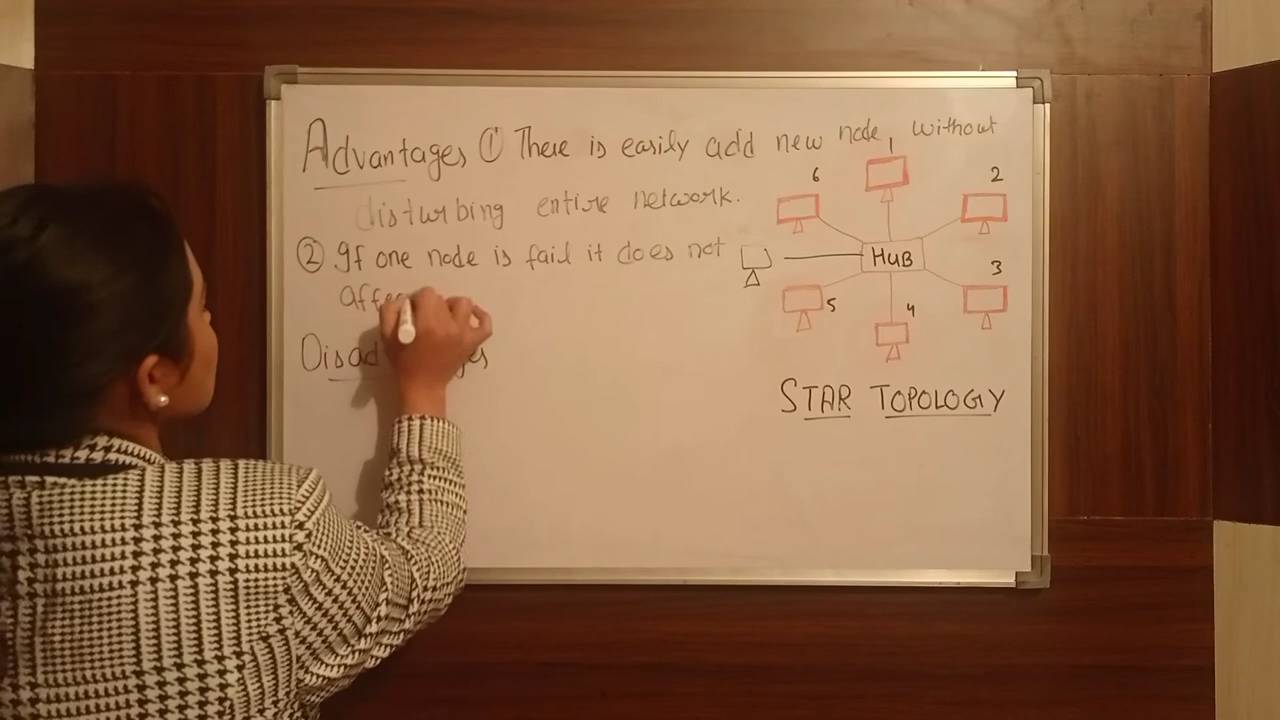 Advantages ① There is easily add new node, without
disturbing entire network.
② If one node is fail it does not
1
6
2
HUB
3
5
4
STAR TOPOLOGY